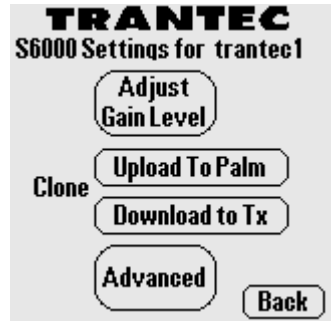 TRANTEC
S6000 Settings for trantec1
Adjust
Gain Level
Clone
Upload To Palm
Download to Tx
Advanced
Back